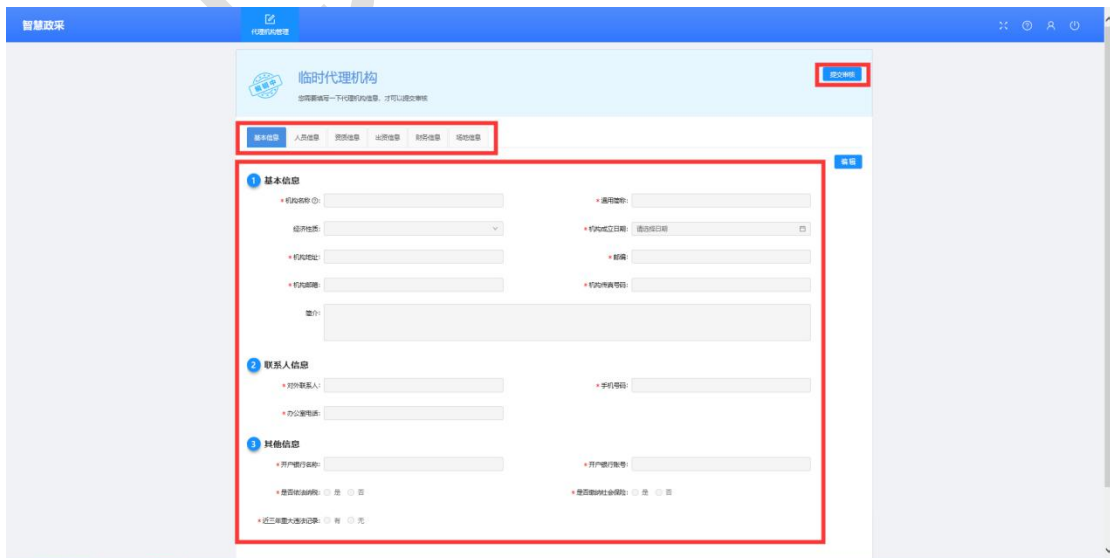 智慧政采
代理机构管理
临时代理机构
您需要填写一下代理机构信息，才可以提交审核
提交审核
编辑中
基本信息 人员信息 资质信息 出资信息 财务信息 场地信息
编辑
1 基本信息
* 机构名称 ?: * 通用简称:
经济性质: * 机构成立日期: 请选择日期
* 机构地址: * 邮编:
* 机构邮箱: * 机构传真号码:
简介:
2 联系人信息
* 对外联系人: * 手机号码:
* 办公室电话:
3 其他信息
* 开户银行名称: * 开户银行账号:
* 是否依法纳税: 是 否 * 是否缴纳社会保险: 是 否
* 近三年重大违法记录: 有 无